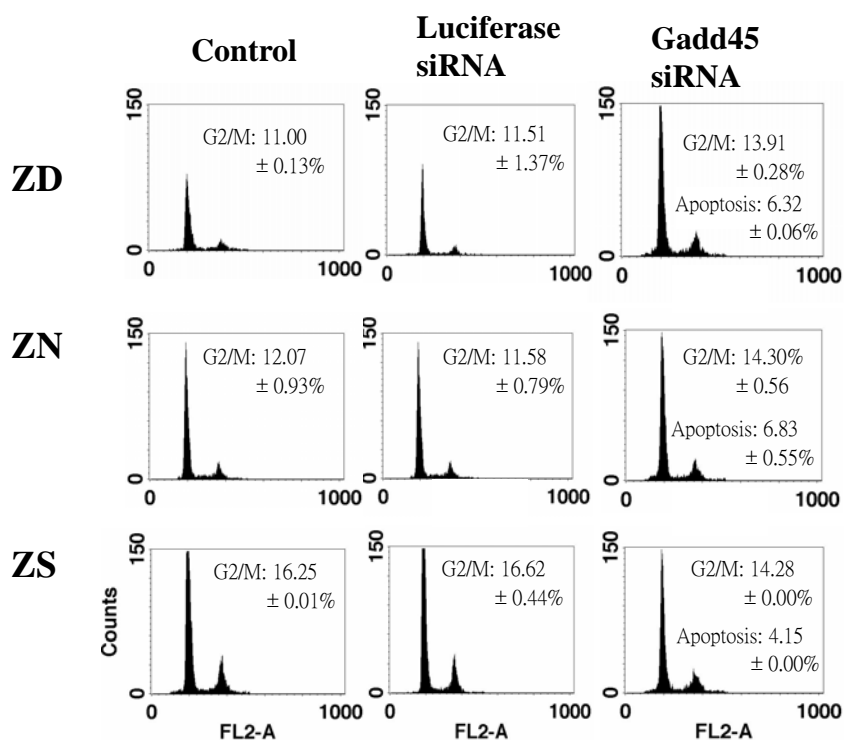 Control
Luciferase
siRNA
Gadd45
siRNA
ZD
150
0
0
1000
G2/M: 11.00
± 0.13%
150
0
0
1000
G2/M: 11.51
± 1.37%
150
0
0
1000
G2/M: 13.91
± 0.28%
Apoptosis: 6.32
± 0.06%
ZN
150
0
0
1000
G2/M: 12.07
± 0.93%
150
0
0
1000
G2/M: 11.58
± 0.79%
150
0
0
1000
G2/M: 14.30%
± 0.56
Apoptosis: 6.83
± 0.55%
ZS
Counts
150
0
0
1000
FL2-A
G2/M: 16.25
± 0.01%
150
0
0
1000
FL2-A
G2/M: 16.62
± 0.44%
150
0
0
1000
FL2-A
G2/M: 14.28
± 0.00%
Apoptosis: 4.15
± 0.00%